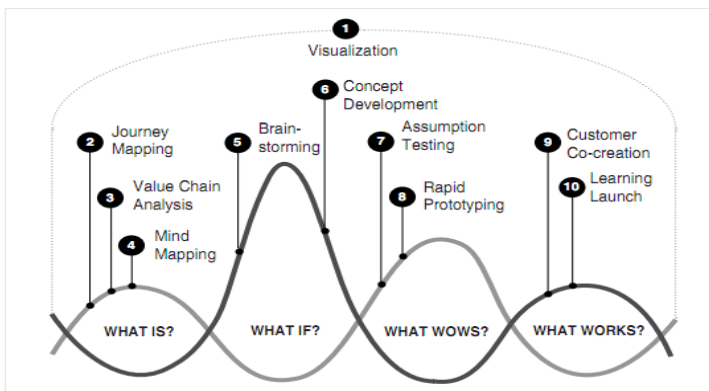 1
Visualization
6
Concept
Development
2
Journey
Mapping
5
Brain-
storming
7
Assumption
Testing
9
Customer
Co-creation
3
Value Chain
Analysis
8
Rapid
Prototyping
10
Learning
Launch
4
Mind
Mapping
WHAT IS?
WHAT IF?
WHAT WOWS?
WHAT WORKS?